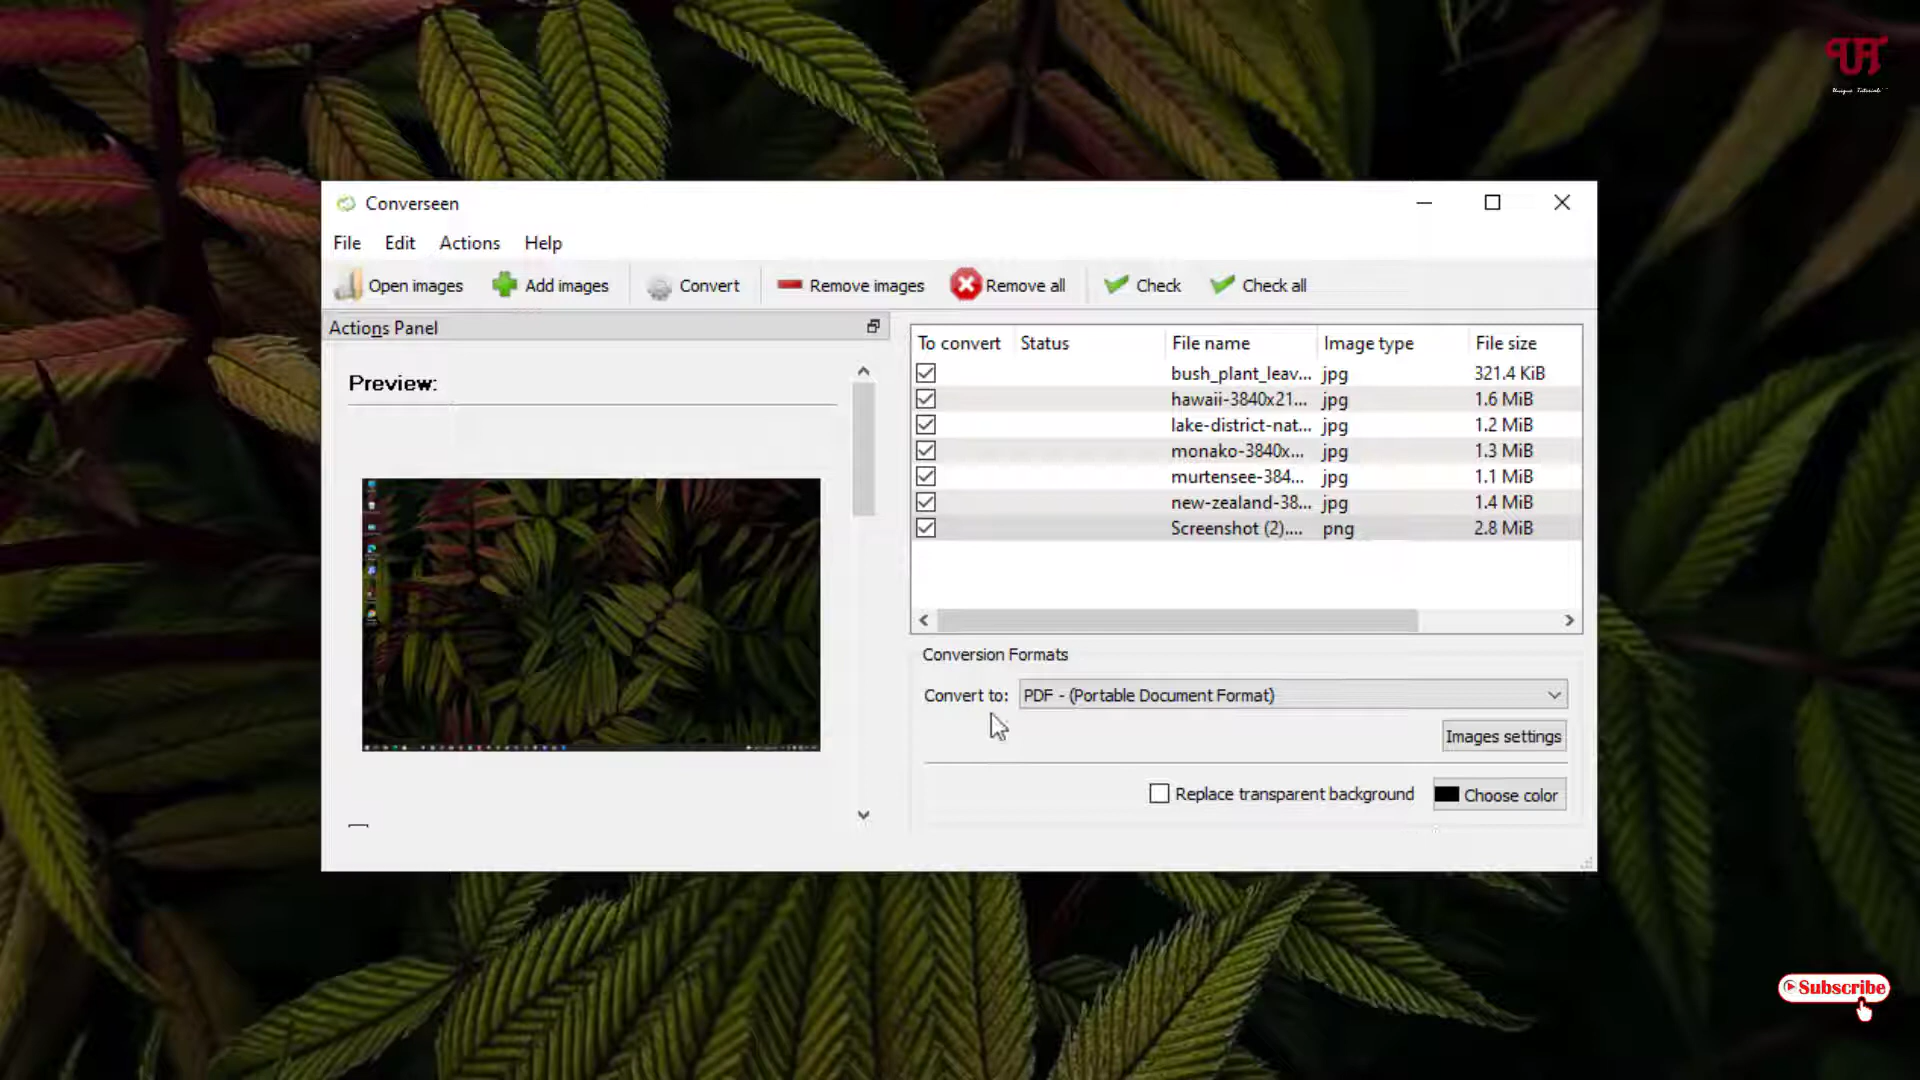 Unique Tutorials
Converseen
File Edit Actions Help
Open images Add images Convert Remove images Remove all Check Check all
Actions Panel
Preview:
To convert Status File name Image type File size
bush_plant_leav... jpg 321.4 KiB
hawaii-3840x21... jpg 1.6 MiB
lake-district-nat... jpg 1.2 MiB
monako-3840x... jpg 1.3 MiB
murtensee-384... jpg 1.1 MiB
new-zealand-38... jpg 1.4 MiB
Screenshot (2).... png 2.8 MiB
Conversion Formats
Convert to: PDF - (Portable Document Format)
Images settings
Replace transparent background Choose color
Subscribe